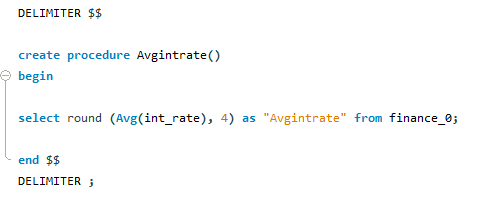 DELIMITER $$
create procedure Avgintrate()
begin
select round (Avg(int_rate), 4) as "Avgintrate" from finance_0;
end $$
DELIMITER ;